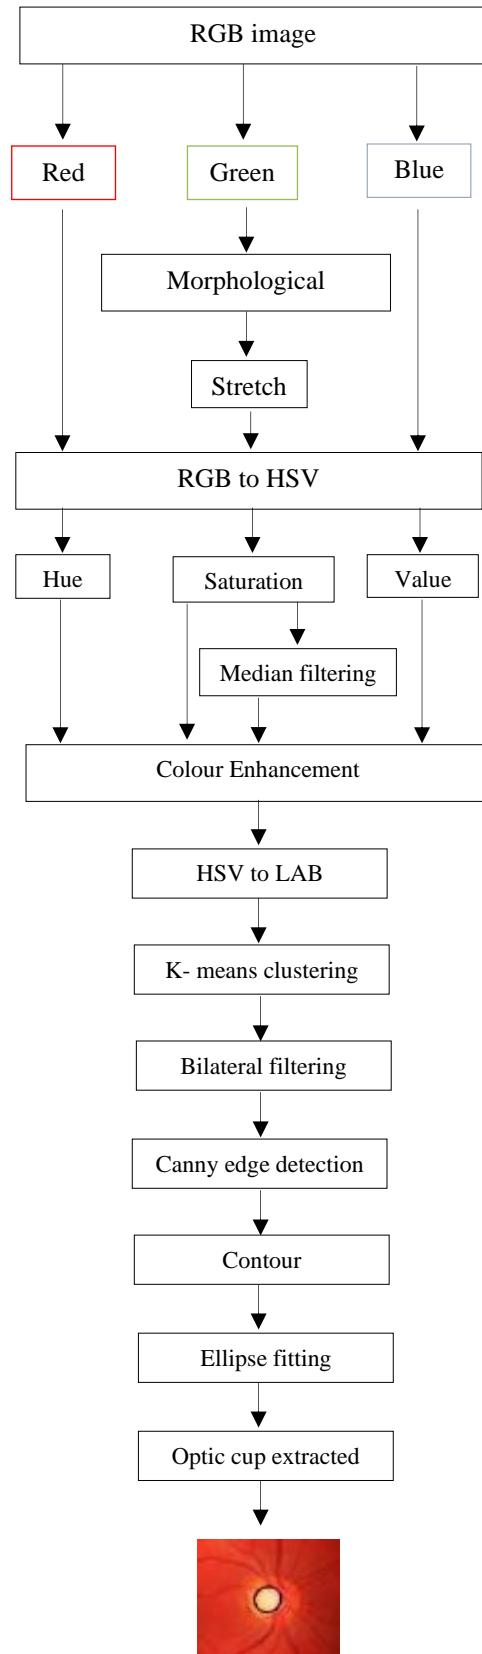 RGB image
Red
Green
Blue
Morphological
Stretch
RGB to HSV
Hue
Saturation
Value
Median filtering
Colour Enhancement
HSV to LAB
K- means clustering
Bilateral filtering
Canny edge detection
Contour
Ellipse fitting
Optic cup extracted